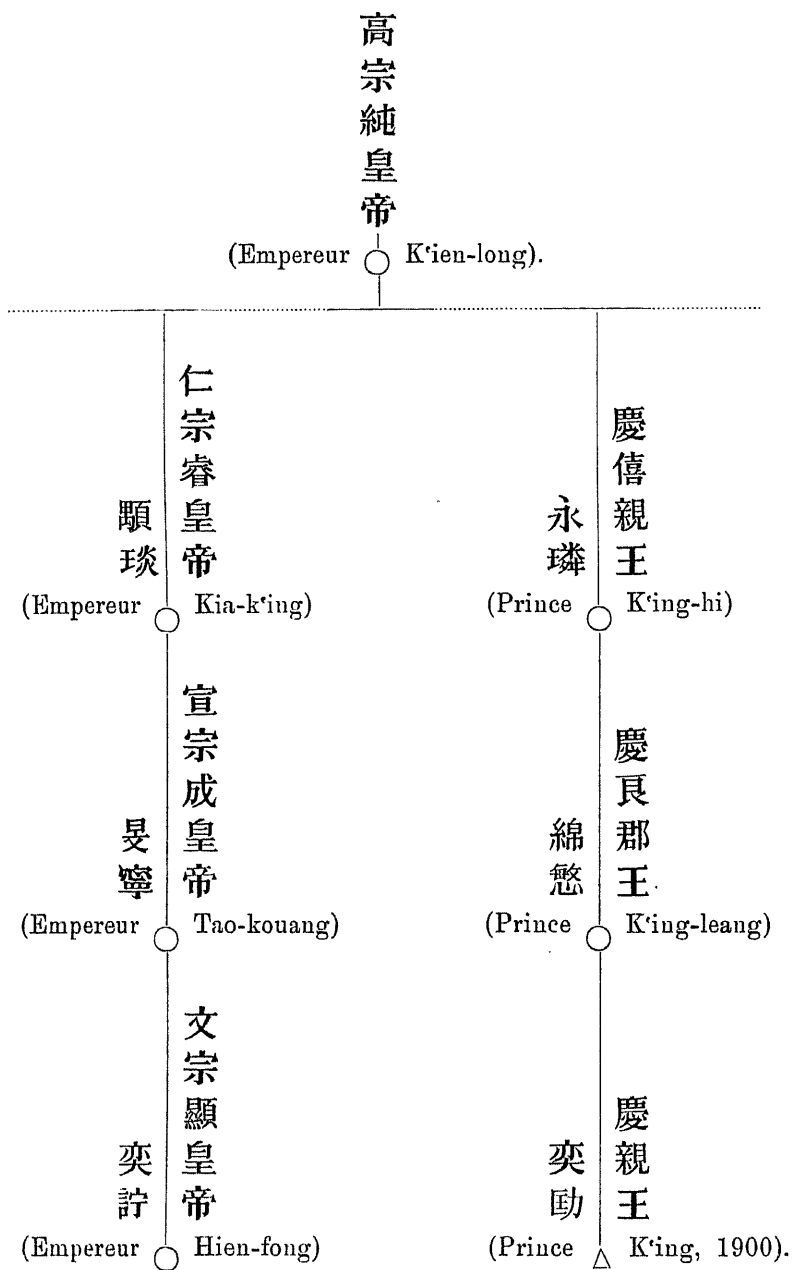 高宗純皇帝
(Empereur K‘ien-long).
仁宗睿皇帝
顒琰
(Empereur Kia-k‘ing)
慶僖親王
永璘
(Prince K‘ing-hi)
宣宗成皇帝
旻寧
(Empereur Tao-kouang)
慶良郡王
綿慜
(Prince K‘ing-leang)
文宗顯皇帝
奕詝
(Empereur Hien-fong)
慶親王
奕劻
(Prince K‘ing, 1900).